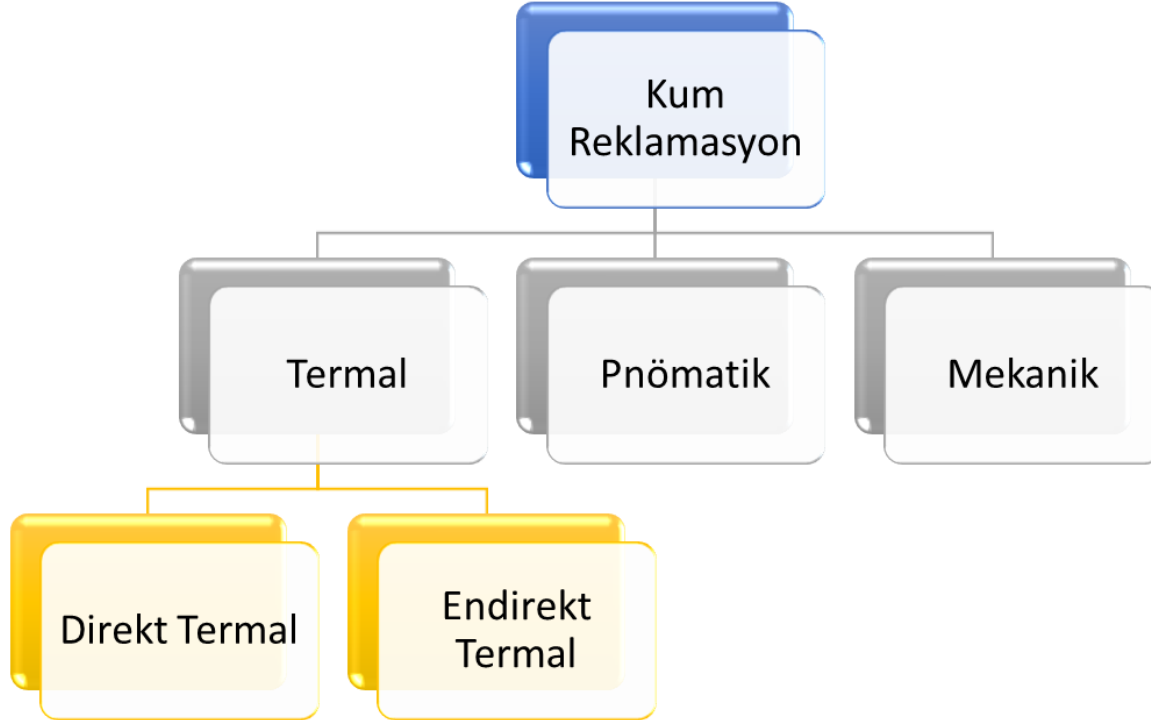 Kum
Reklamasyon
Termal
Pnömatik
Mekanik
Direkt Termal
Endirekt
Termal